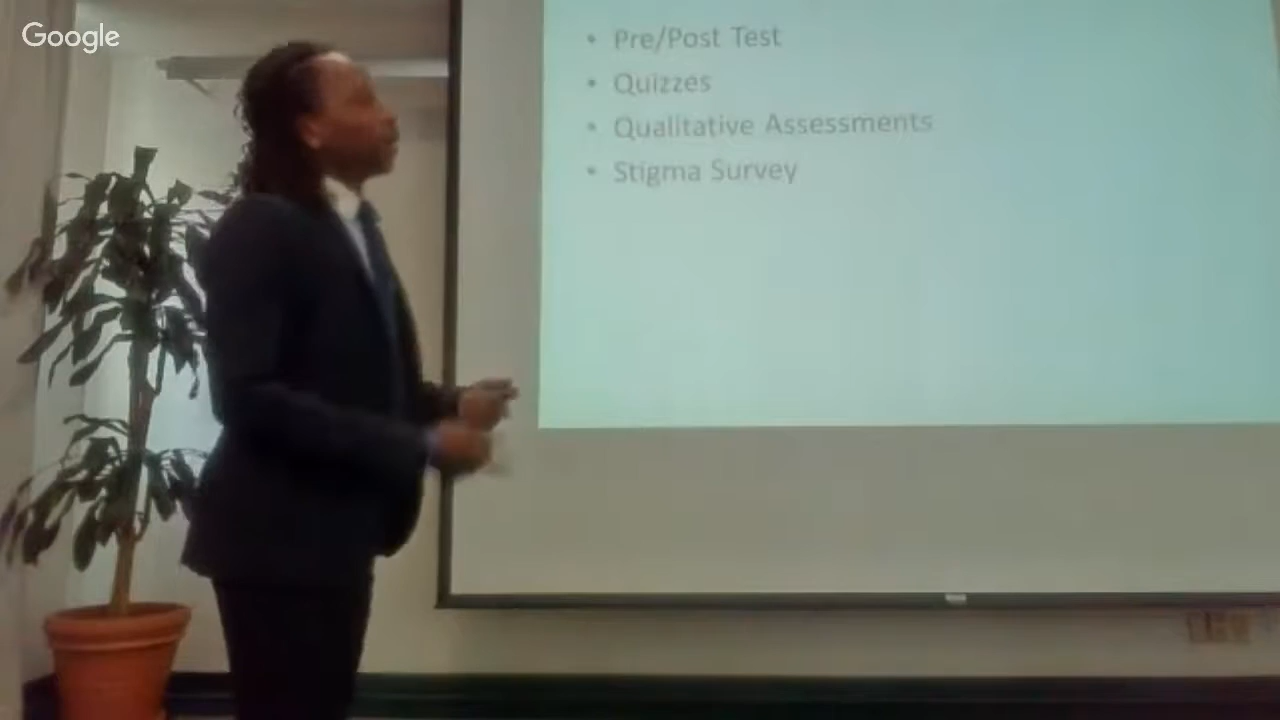 Google
• Pre/Post Test
• Quizzes
• Qualitative Assessments
• Stigma Survey